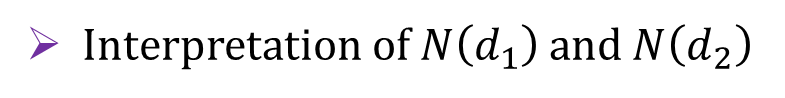 ➢ Interpretation of N(d₁) and N(d₂)